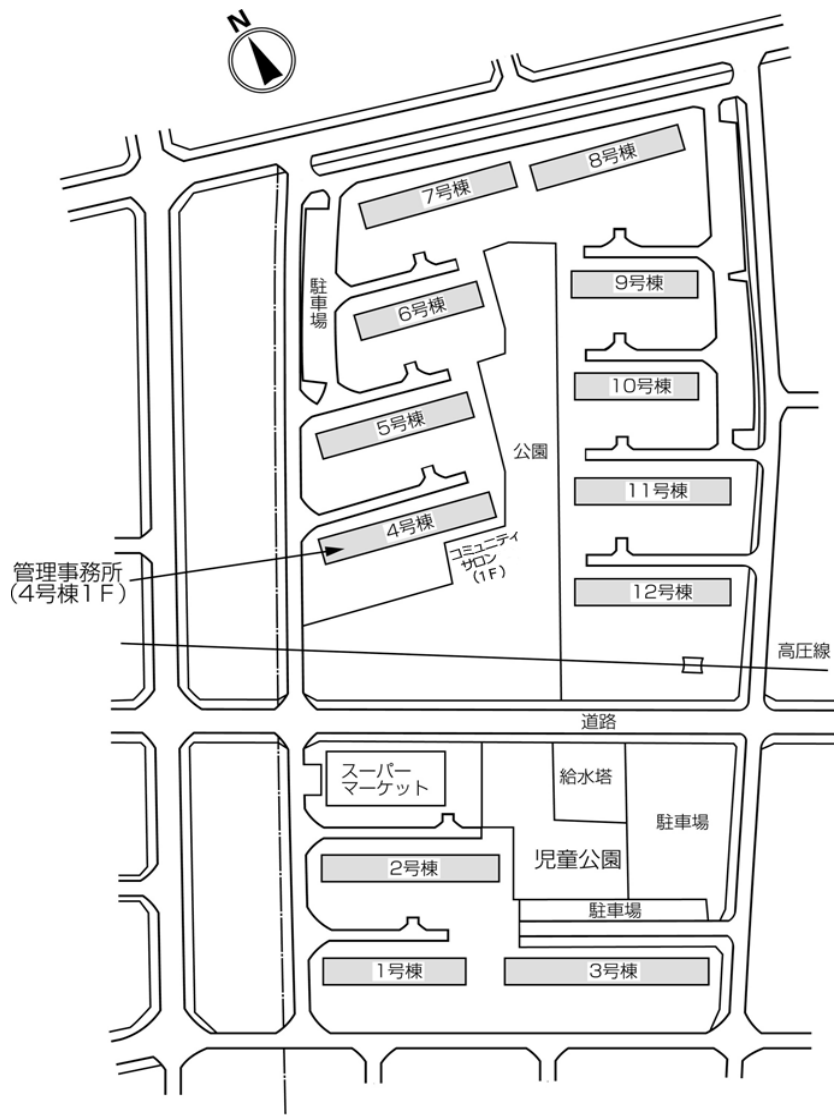 N
8号棟
7号棟
駐車場
9号棟
6号棟
10号棟
5号棟
公園
11号棟
4号棟
コミュニティ
サロン
(1F)
管理事務所
(4号棟1F)
12号棟
高圧線
道路
スーパー
マーケット
給水塔
駐車場
児童公園
2号棟
駐車場
1号棟
3号棟